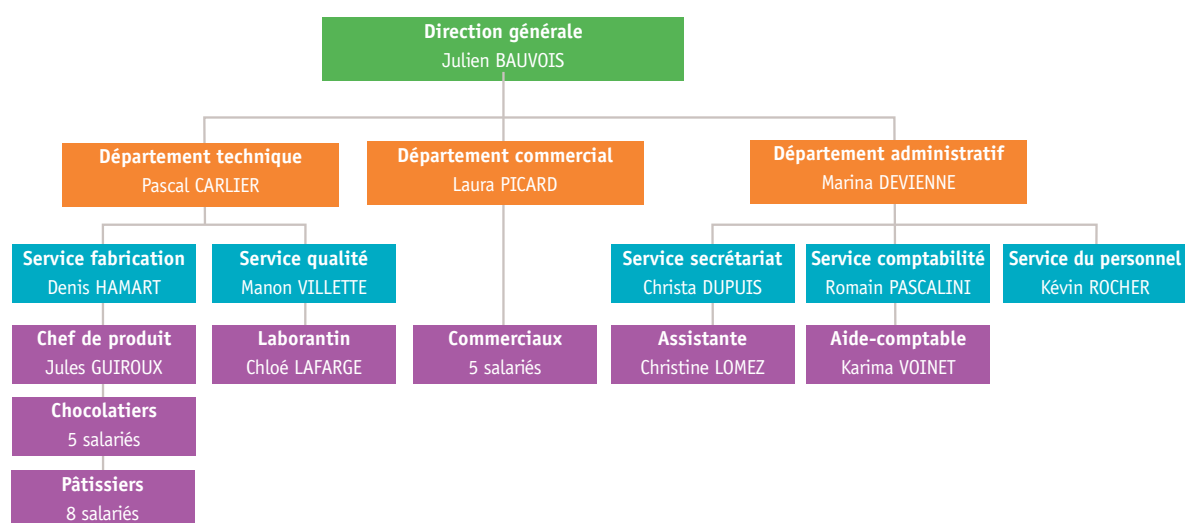 Direction générale
Julien BAUVOIS
Département technique
Pascal CARLIER
Département commercial
Laura PICARD
Département administratif
Marina DEVIENNE
Service fabrication
Denis HAMART
Service qualité
Manon VILLETTE
Service secrétariat
Christa DUPUIS
Service comptabilité
Romain PASCALINI
Service du personnel
Kévin ROCHER
Chef de produit
Jules GUIROUX
Laborantin
Chloé LAFARGE
Commerciaux
5 salariés
Assistante
Christine LOMEZ
Aide-comptable
Karima VOINET
Chocolatiers
5 salariés
Pâtissiers
8 salariés